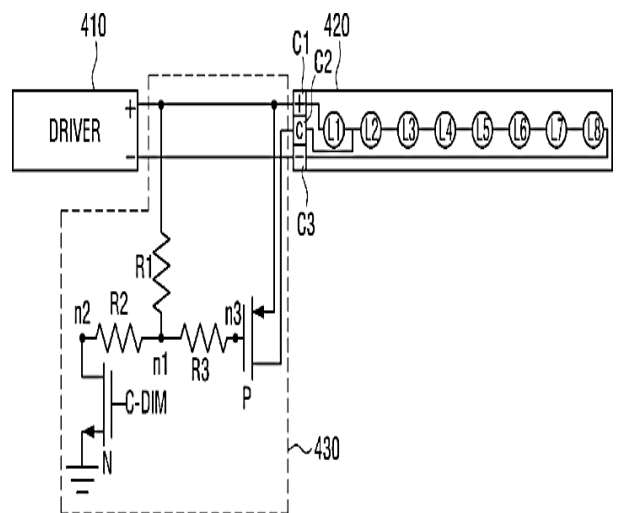 410
C1
C2
420
DRIVER
+
−
+
C
−
L1 L2 L3 L4 L5 L6 L7 L8
C3
R1
n2
R2
n3
n1
R3
P
C-DIM
N
430